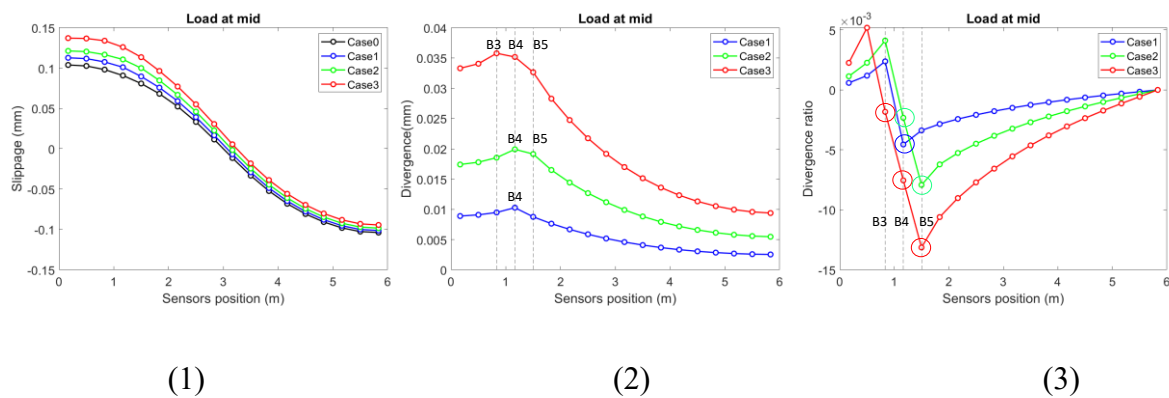 Load at mid
0.15
0.1
0.05
0
-0.05
-0.1
-0.15
Slippage (mm)
Case0
Case1
Case2
Case3
0 1 2 3 4 5 6
Sensors position (m)
(1)
Load at mid
0.04
0.035
0.03
0.025
0.02
0.015
0.01
0.005
0
Divergence(mm)
B3 B4 B5
B4 B5
B4
Case1
Case2
Case3
0 1 2 3 4 5 6
Sensors position (m)
(2)
×10⁻³
Load at mid
5
0
-5
-10
-15
Divergence ratio
Case1
Case2
Case3
B3 B4 B5
0 1 2 3 4 5 6
Sensors position (m)
(3)